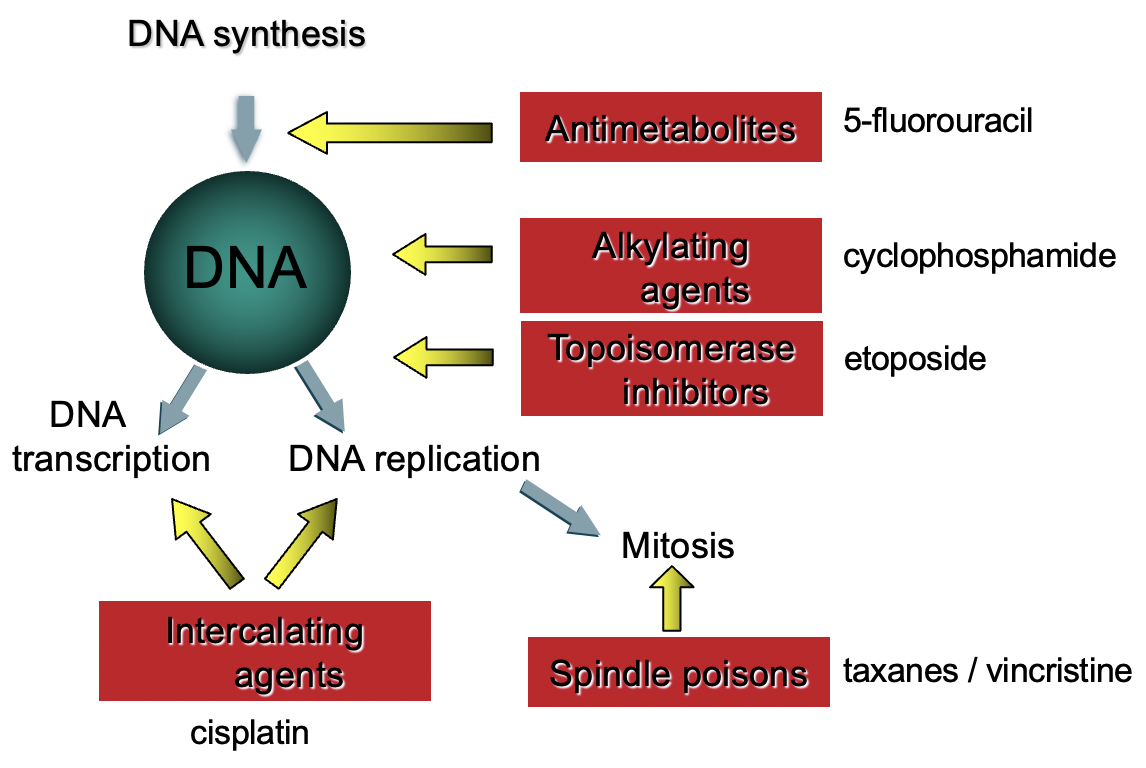 DNA synthesis
Antimetabolites
5-fluorouracil
DNA
Alkylating
agents
cyclophosphamide
Topoisomerase
inhibitors
etoposide
DNA
transcription
DNA replication
Mitosis
Intercalating
agents
cisplatin
Spindle poisons
taxanes / vincristine